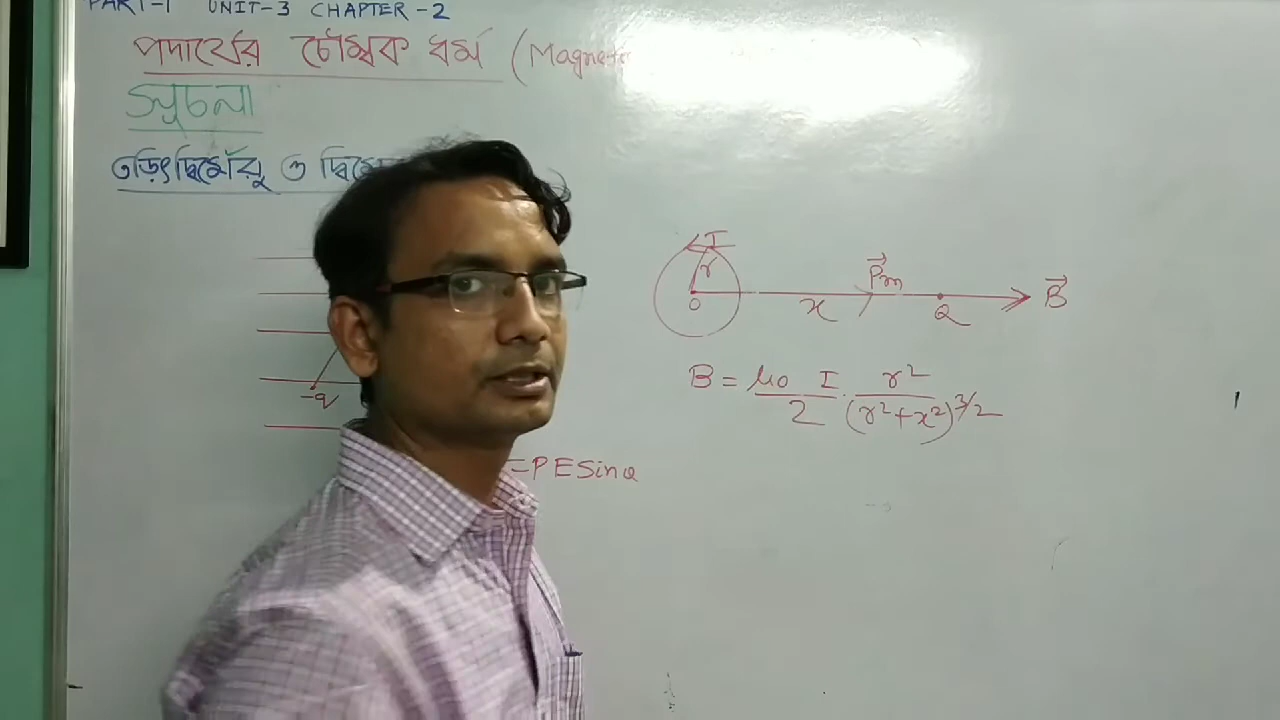 PART-1 UNIT-3 CHAPTER-2
পদার্থের চৌম্বক ধর্ম (Magnet
সূচনা
তড়িৎদ্বিমেরু ও
I
r
O
x
P⃗m
Q
B⃗
B = μ0 I / 2 . r² / (r²+x²)^3/2
-q
=PESinα